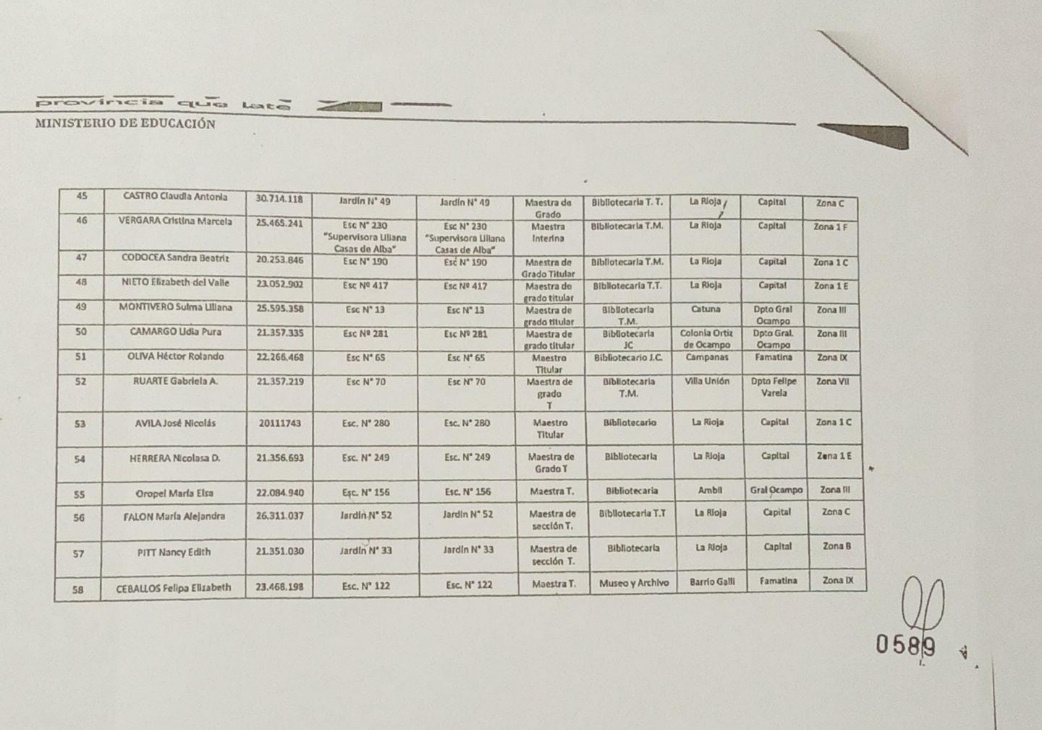 provincia que late
MINISTERIO DE EDUCACIÓN
45 CASTRO Claudia Antonia 30.714.118 Jardín N° 49 Jardín N° 49 Maestra de Grado Bibliotecaria T. T. La Rioja Capital Zona C
46 VERGARA Cristina Marcela 25.465.241 Esc N° 230 "Supervisora Liliana Casas de Alba" Esc N° 230 "Supervisora Liliana Casas de Alba" Maestra Interina Bibliotecaria T.M. La Rioja Capital Zona 1 F
47 CODOCEA Sandra Beatriz 20.253.846 Esc N° 190 Esc N° 190 Maestra de Grado Titular Bibliotecaria T.M. La Rioja Capital Zona 1 C
48 NIETO Elizabeth del Valle 23.052.902 Esc Nº 417 Esc Nº 417 Maestra de grado titular Bibliotecaria T.T. La Rioja Capital Zona 1 E
49 MONTIVERO Sulma Liliana 25.595.358 Esc N° 13 Esc N° 13 Maestra de grado titular Bibliotecaria T.M. Catuna Dpto Gral Ocampo Zona III
50 CAMARGO Lidia Pura 21.357.335 Esc Nº 281 Esc Nº 281 Maestra de grado titular Bibliotecaria JC Colonia Ortiz de Ocampo Dpto Gral. Ocampo Zona III
51 OLIVA Héctor Rolando 22.266.468 Esc N° 65 Esc N° 65 Maestro Titular Bibliotecario J.C. Campanas Famatina Zona IX
52 RUARTE Gabriela A. 21.357.219 Esc N° 70 Esc N° 70 Maestra de grado T Bibliotecaria T.M. Villa Unión Dpto Felipe Varela Zona VII
53 AVILA José Nicolás 20111743 Esc. N° 280 Esc. N° 280 Maestro Titular Bibliotecario La Rioja Capital Zona 1 C
54 HERRERA Nicolasa D. 21.356.693 Esc. N° 249 Esc. N° 249 Maestra de Grado T Bibliotecaria La Rioja Capital Zona 1 E
55 Oropel María Elsa 22.084.940 Esc. N° 156 Esc. N° 156 Maestra T. Bibliotecaria Ambil Gral Ocampo Zona III
56 FALON María Alejandra 26.311.037 Jardín N° 52 Jardín N° 52 Maestra de sección T. Bibliotecaria T.T La Rioja Capital Zona C
57 PITT Nancy Edith 21.351.030 Jardín N° 33 Jardín N° 33 Maestra de sección T. Bibliotecaria La Rioja Capital Zona B
58 CEBALLOS Felipa Elizabeth 23.468.198 Esc. N° 122 Esc. N° 122 Maestra T. Museo y Archivo Barrio Galli Famatina Zona IX
0589